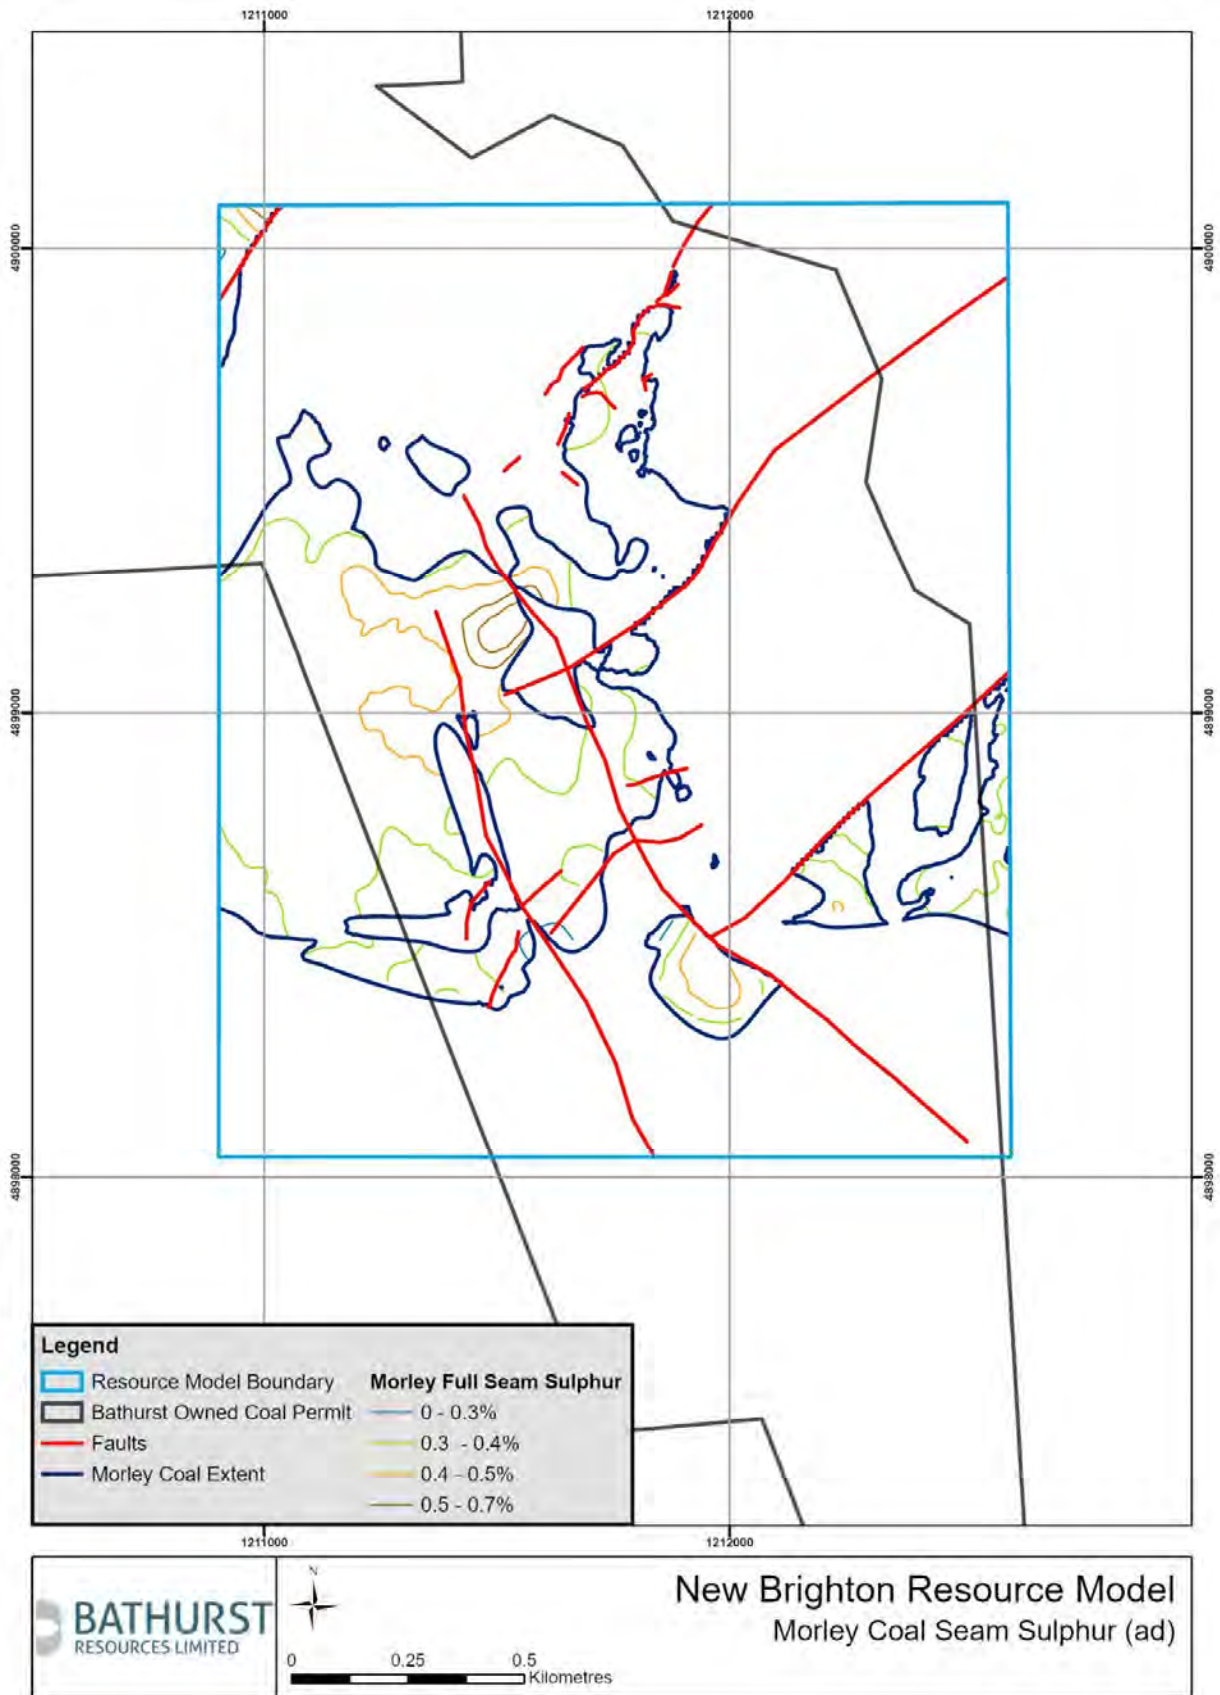 1211000
1212000
4900000
4900000
4899000
4899000
4898000
4898000
Legend
Resource Model Boundary
Bathurst Owned Coal Permit
Faults
Morley Coal Extent
Morley Full Seam Sulphur
0 - 0.3%
0.3 - 0.4%
0.4 - 0.5%
0.5 - 0.7%
1211000
1212000
BATHURST
RESOURCES LIMITED
N
0
0.25
0.5
Kilometres
New Brighton Resource Model
Morley Coal Seam Sulphur (ad)